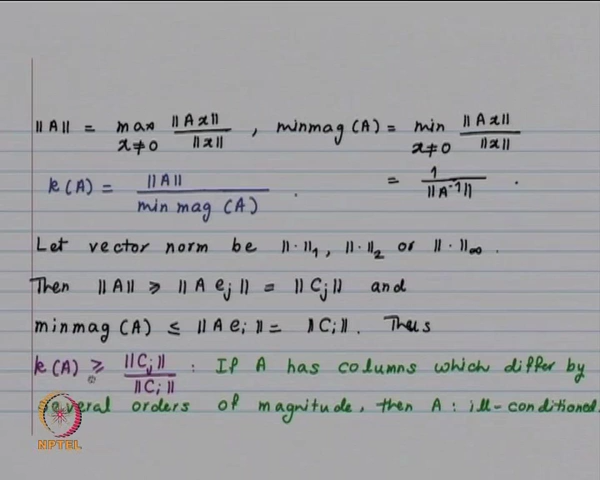 ||A|| = max x≠0 ||Ax|| / ||x|| , minmag(A) = min x≠0 ||Ax|| / ||x||
k(A) = ||A|| / min mag (A) . = 1 / ||A⁻¹|| .
Let vector norm be ||·||₁, ||·||₂ or ||·||∞ .
Then ||A|| ≥ ||A eⱼ|| = ||Cⱼ|| and
minmag (A) ≤ ||A eᵢ|| = ||Cᵢ|| . Thus
k(A) ≥ ||Cⱼ|| / ||Cᵢ|| : If A has columns which differ by
several orders of magnitude, then A : ill-conditioned.
NPTEL